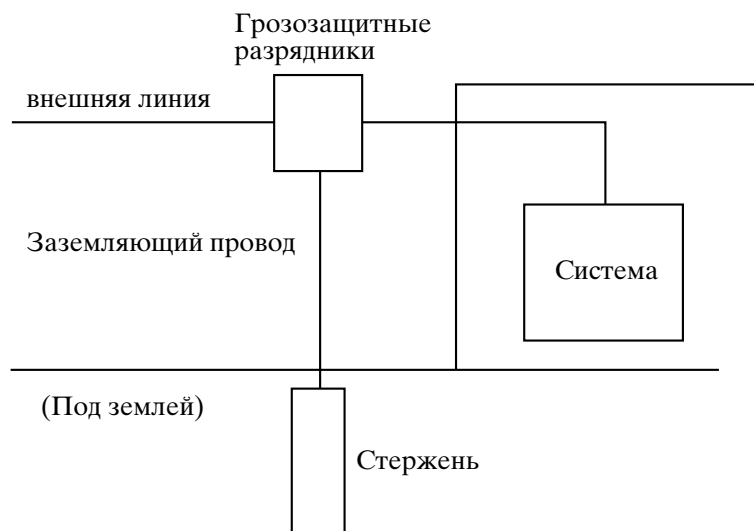 Грозозащитные
разрядники
внешняя линия
Заземляющий провод
Система
(Под землей)
Стержень